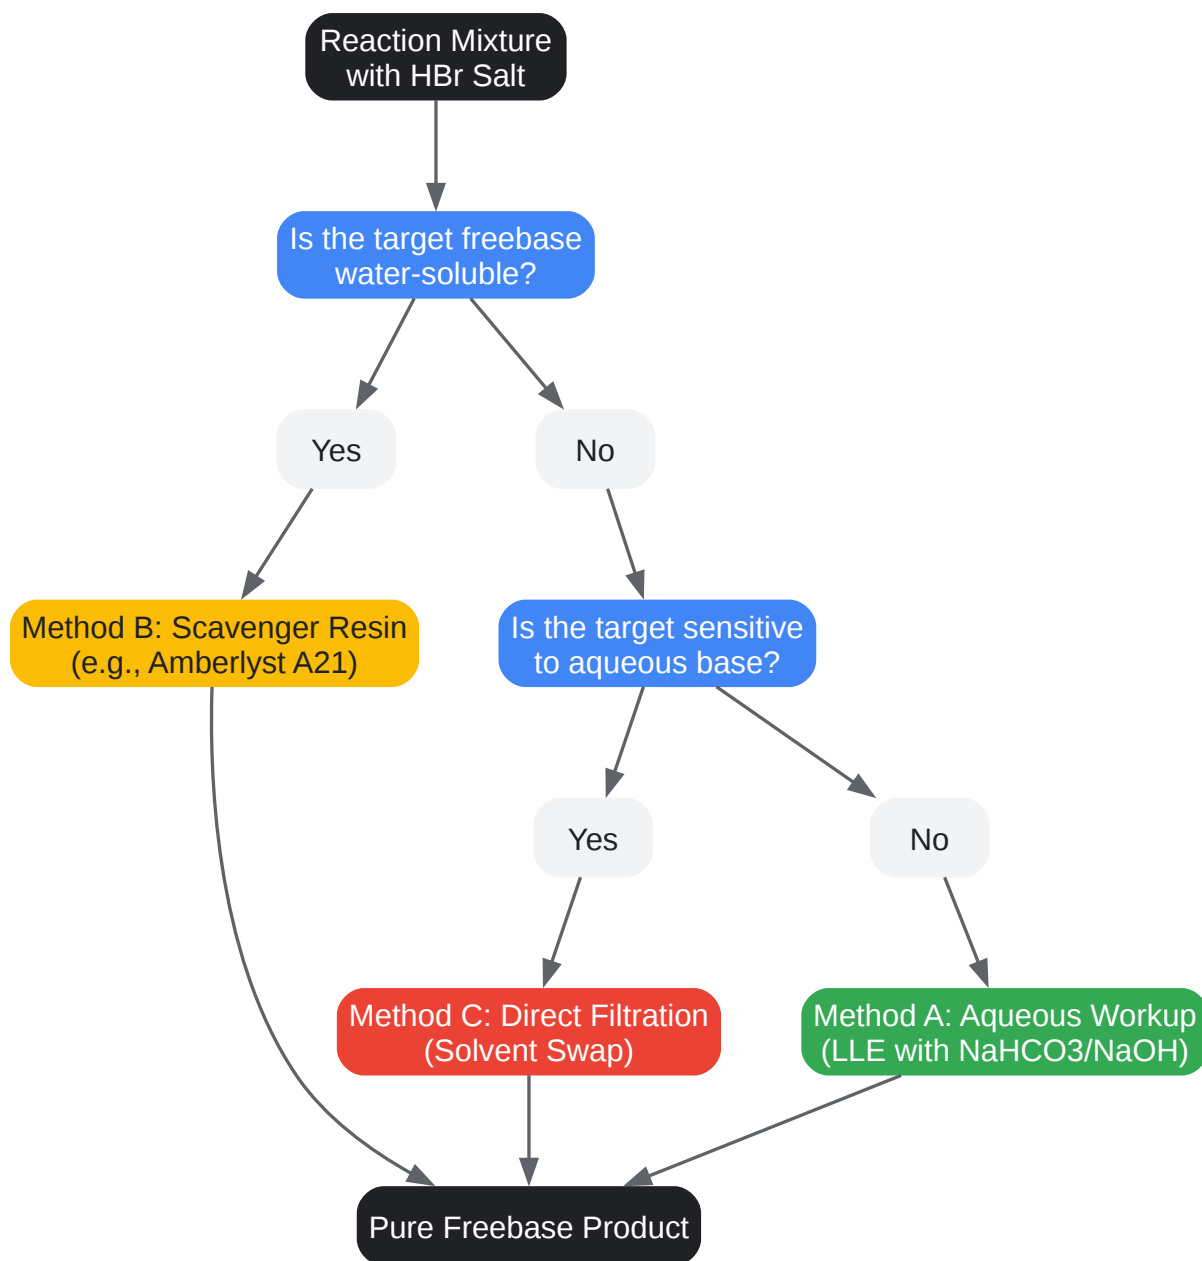 Reaction Mixture
with HBr Salt
Is the target freebase
water-soluble?
Yes
No
Method B: Scavenger Resin
(e.g., Amberlyst A21)
Is the target sensitive
to aqueous base?
Yes
No
Method C: Direct Filtration
(Solvent Swap)
Method A: Aqueous Workup
(LLE with NaHCO3/NaOH)
Pure Freebase Product